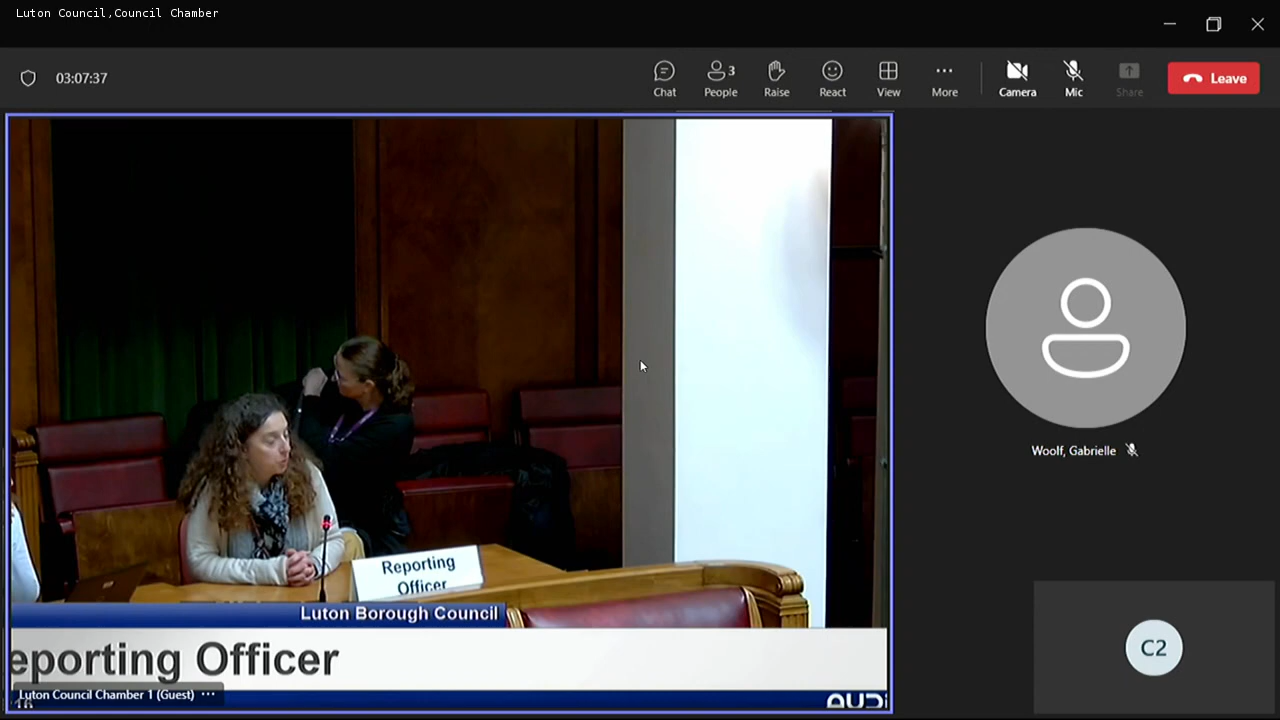 Luton Council,Council Chamber
03:07:37
Chat
People
3
Raise
React
View
More
Camera
Mic
Share
Leave
Reporting
Officer
Luton Borough Council
eporting Officer
Luton Council Chamber 1 (Guest)
Woolf, Gabrielle
C2